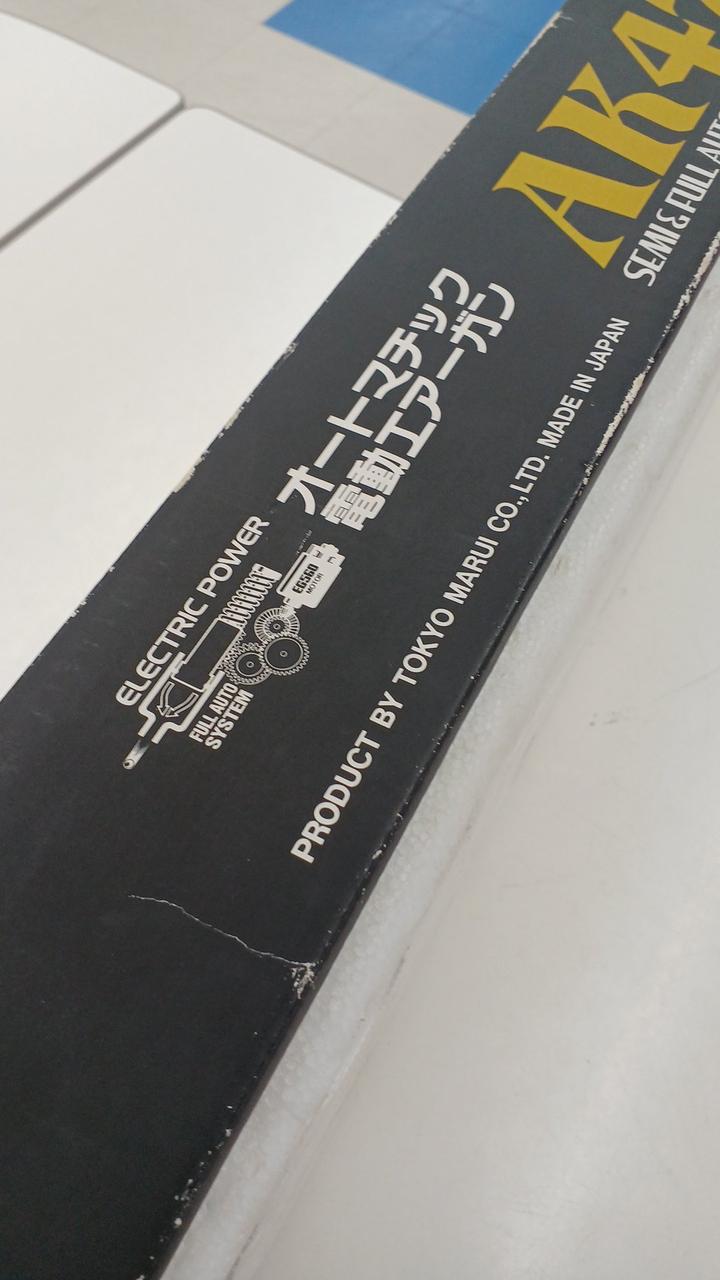 AK47
SEMI & FULL AUTO
オートマチック
電動エアーガン
ELECTRIC POWER
EG560
MOTOR
FULL AUTO
SYSTEM
PRODUCT BY TOKYO MARUI CO.,LTD. MADE IN JAPAN